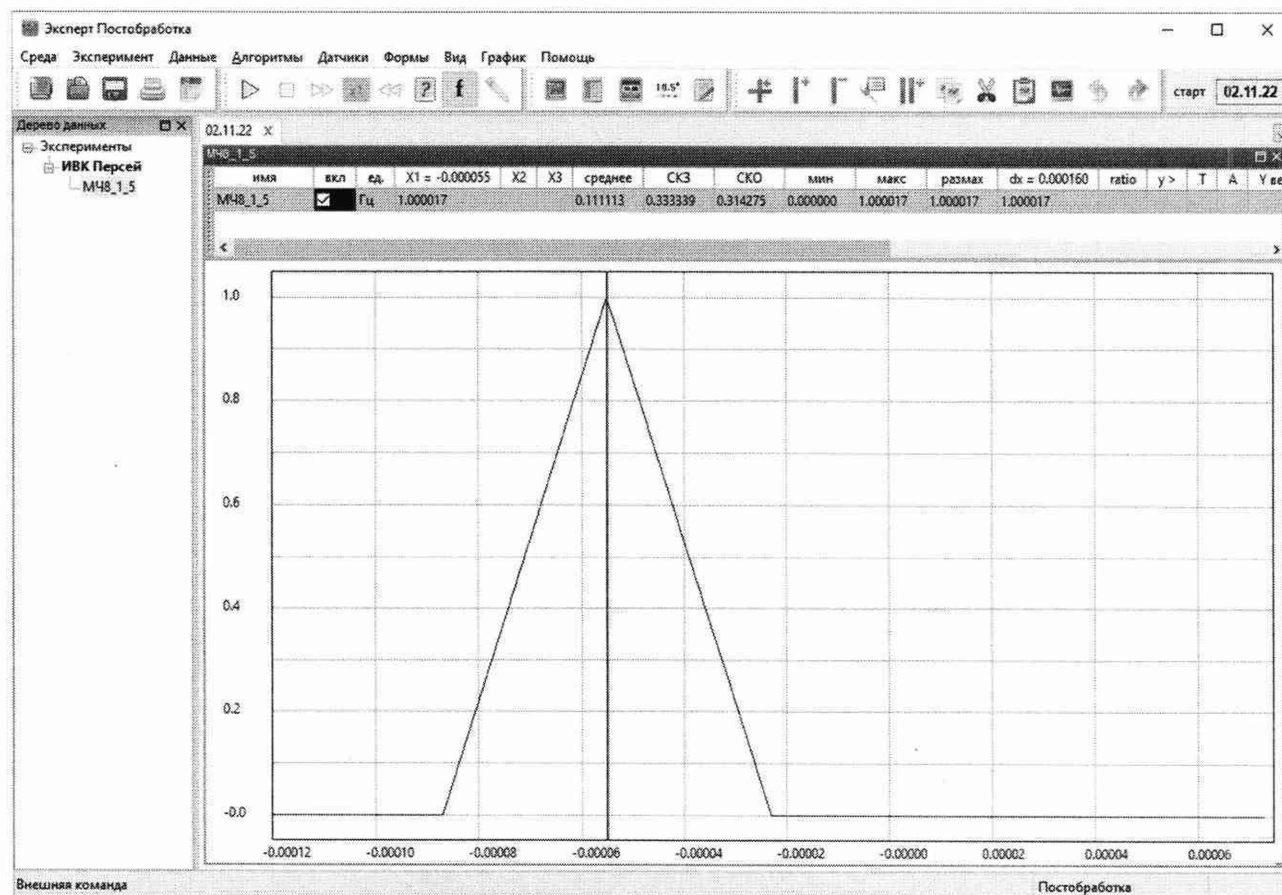 Эксперт Постобработка
Среда Эксперимент Данные Алгоритмы Датчики Формы Вид График Помощь
? f 10.5° старт 02.11.22
Дерево данных
Эксперименты
ИВК Персей
МЧ8_1_5
02.11.22 x
МЧ8_1_5
имя вкл ед. X1 = -0.000055 X2 X3 среднее СКЗ СКО мин макс размах dx = 0.000160 ratio y > T A Y ве
МЧ8_1_5 Гц 1.000017 0.111113 0.333339 0.314275 0.000000 1.000017 1.000017 1.000017
1.0
0.8
0.6
0.4
0.2
-0.0
-0.00012 -0.00010 -0.00008 -0.00006 -0.00004 -0.00002 -0.00000 0.00002 0.00004 0.00006
Внешняя команда Постобработка